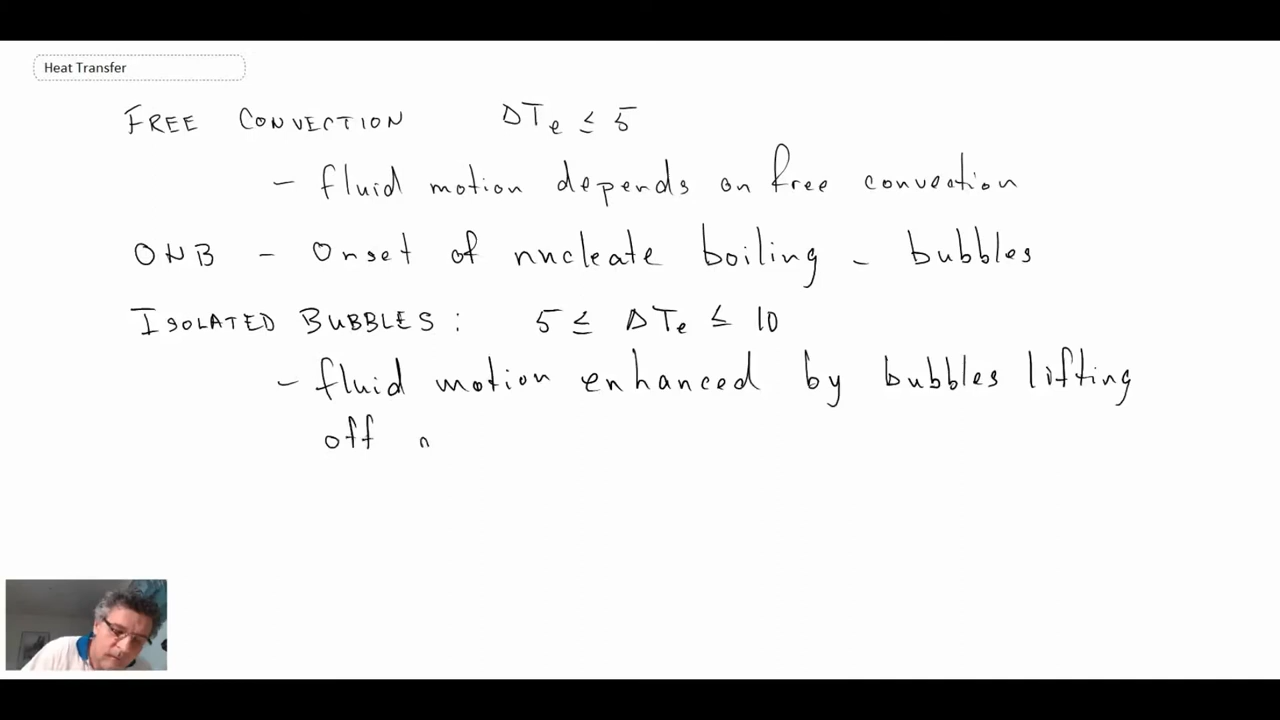 Heat Transfer
FREE CONVECTION ΔTe ≤ 5
- fluid motion depends on free convection
ONB - Onset of nucleate boiling - bubbles
ISOLATED BUBBLES: 5 ≤ ΔTe ≤ 10
- fluid motion enhanced by bubbles lifting
off